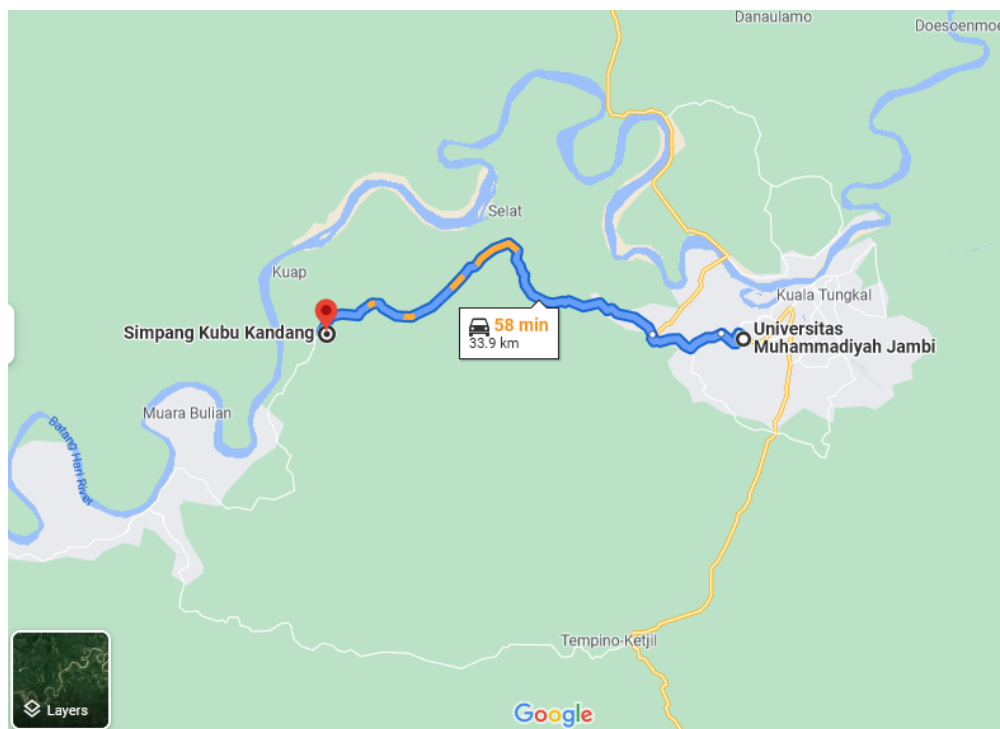 Danaulamo
Doesoenmoe
Selat
Kuap
Kuala Tungkal
58 min
33.9 km
Simpang Kubu Kandang
Universitas
Muhammadiyah Jambi
Muara Bulian
Batang Hari River
Tempino-Ketjil
Layers
Google